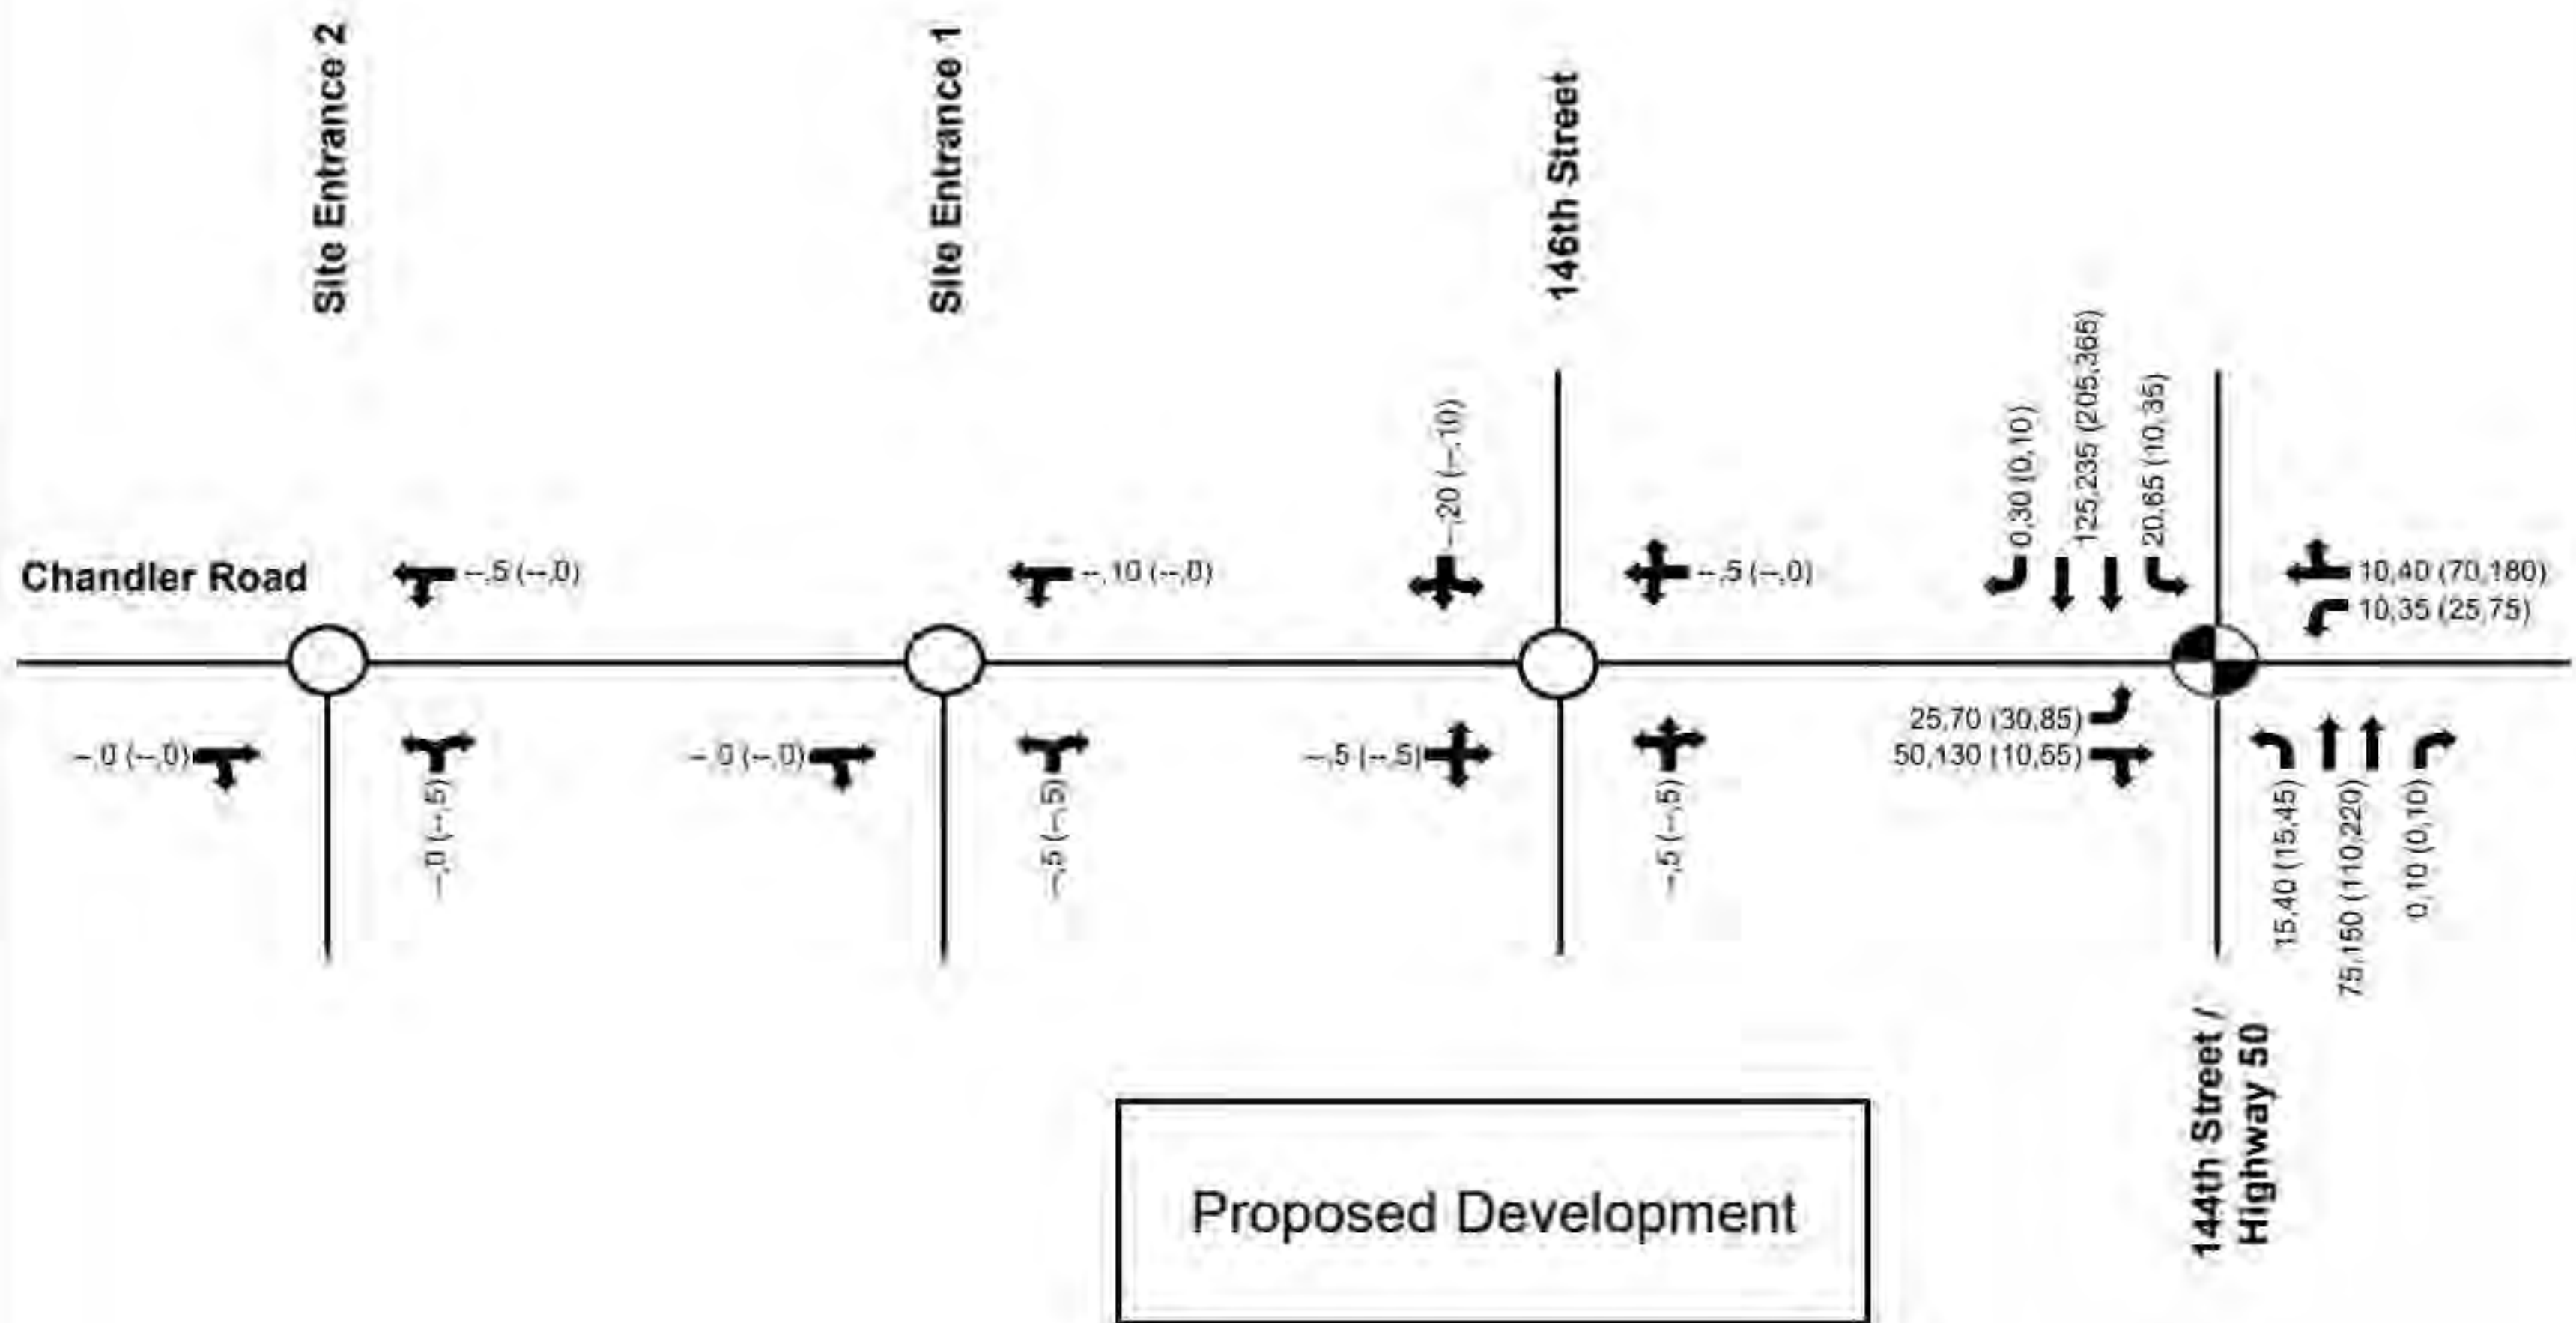 Site Entrance 2
Site Entrance 1
146th Street
0,30 (0,10)
125,235 (205,365)
20,65 (10,35)
--,20 (--,10)
Chandler Road
--,5 (--,0)
--,10 (--,0)
--,5 (--,0)
10,40 (70,180)
10,35 (25,75)
--,0 (--,0)
--,0 (--,5)
--,0 (--,0)
--,5 (--,5)
--,5 (--,5)
--,5 (--,5)
25,70 (30,85)
50,130 (10,55)
15,40 (15,45)
75,150 (110,220)
0,10 (0,10)
144th Street /
Highway 50
Proposed Development